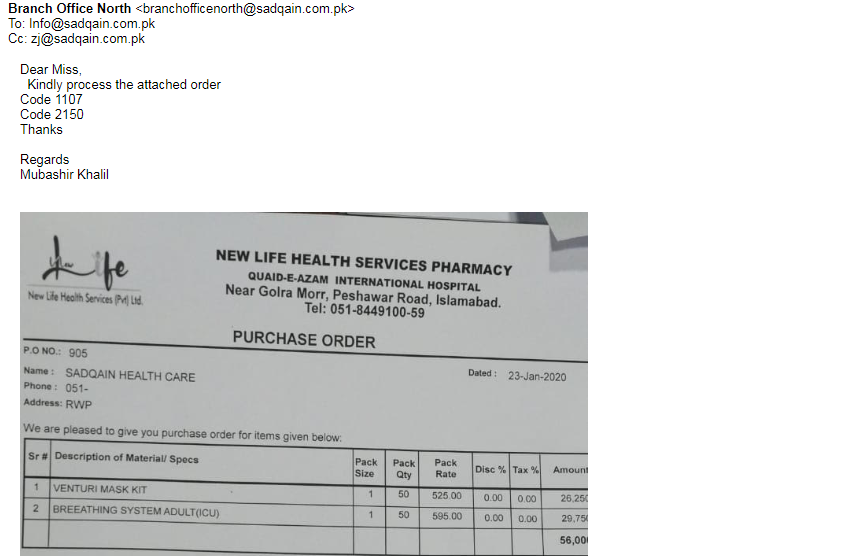 Branch Office North <branchofficenorth@sadqain.com.pk>
To: Info@sadqain.com.pk
Cc: zj@sadqain.com.pk
Dear Miss,
Kindly process the attached order
Code 1107
Code 2150
Thanks
Regards
Mubashir Khalil
Life
New Life Health Services (Pvt) Ltd.
NEW LIFE HEALTH SERVICES PHARMACY
QUAID-E-AZAM INTERNATIONAL HOSPITAL
Near Golra Morr, Peshawar Road, Islamabad.
Tel: 051-8449100-59
PURCHASE ORDER
P.O NO.: 905
Name : SADQAIN HEALTH CARE Dated : 23-Jan-2020
Phone : 051-
Address: RWP
We are pleased to give you purchase order for items given below:
Sr # Description of Material/ Specs Pack Size Pack Qty Pack Rate Disc % Tax % Amount
1 VENTURI MASK KIT 1 50 525.00 0.00 0.00 26,250
2 BREEATHING SYSTEM ADULT(ICU) 1 50 595.00 0.00 0.00 29,750
56,00